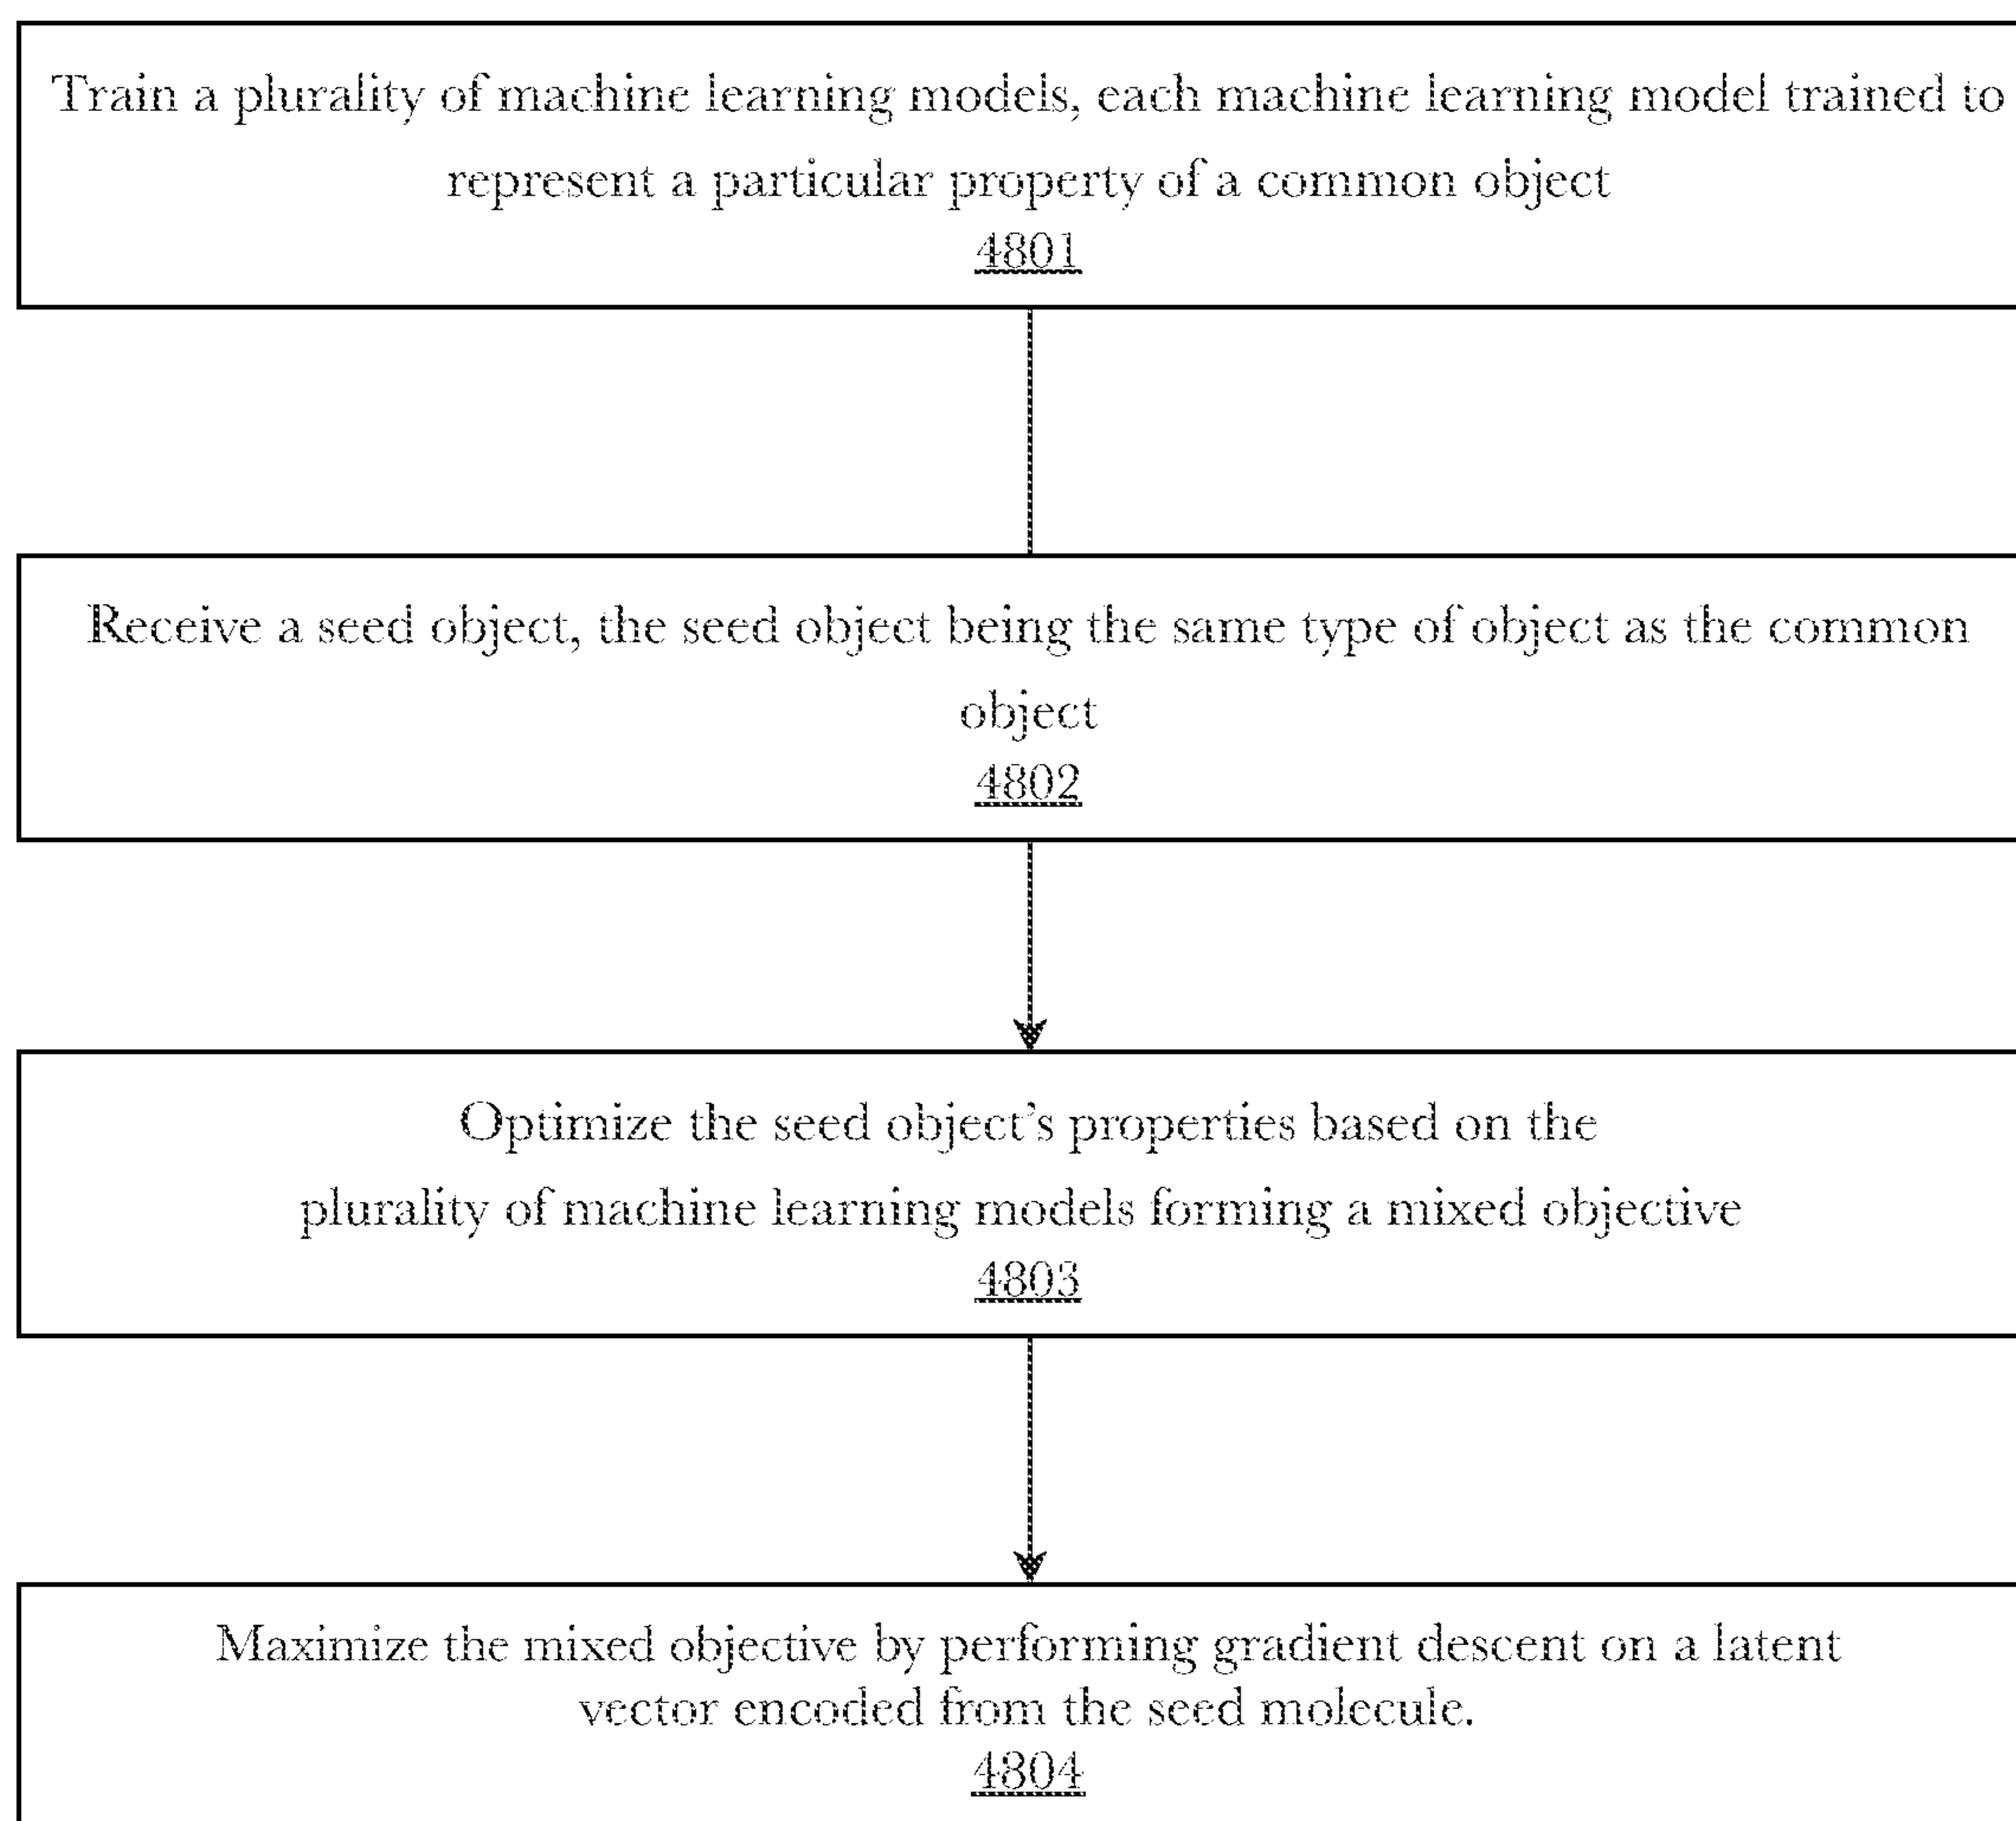 Train a plurality of machine learning models, each machine learning model trained to
represent a particular property of a common object
4801
Receive a seed object, the seed object being the same type of object as the common
object
4802
Optimize the seed object’s properties based on the
plurality of machine learning models forming a mixed objective
4803
Maximize the mixed objective by performing gradient descent on a latent
vector encoded from the seed molecule.
4804